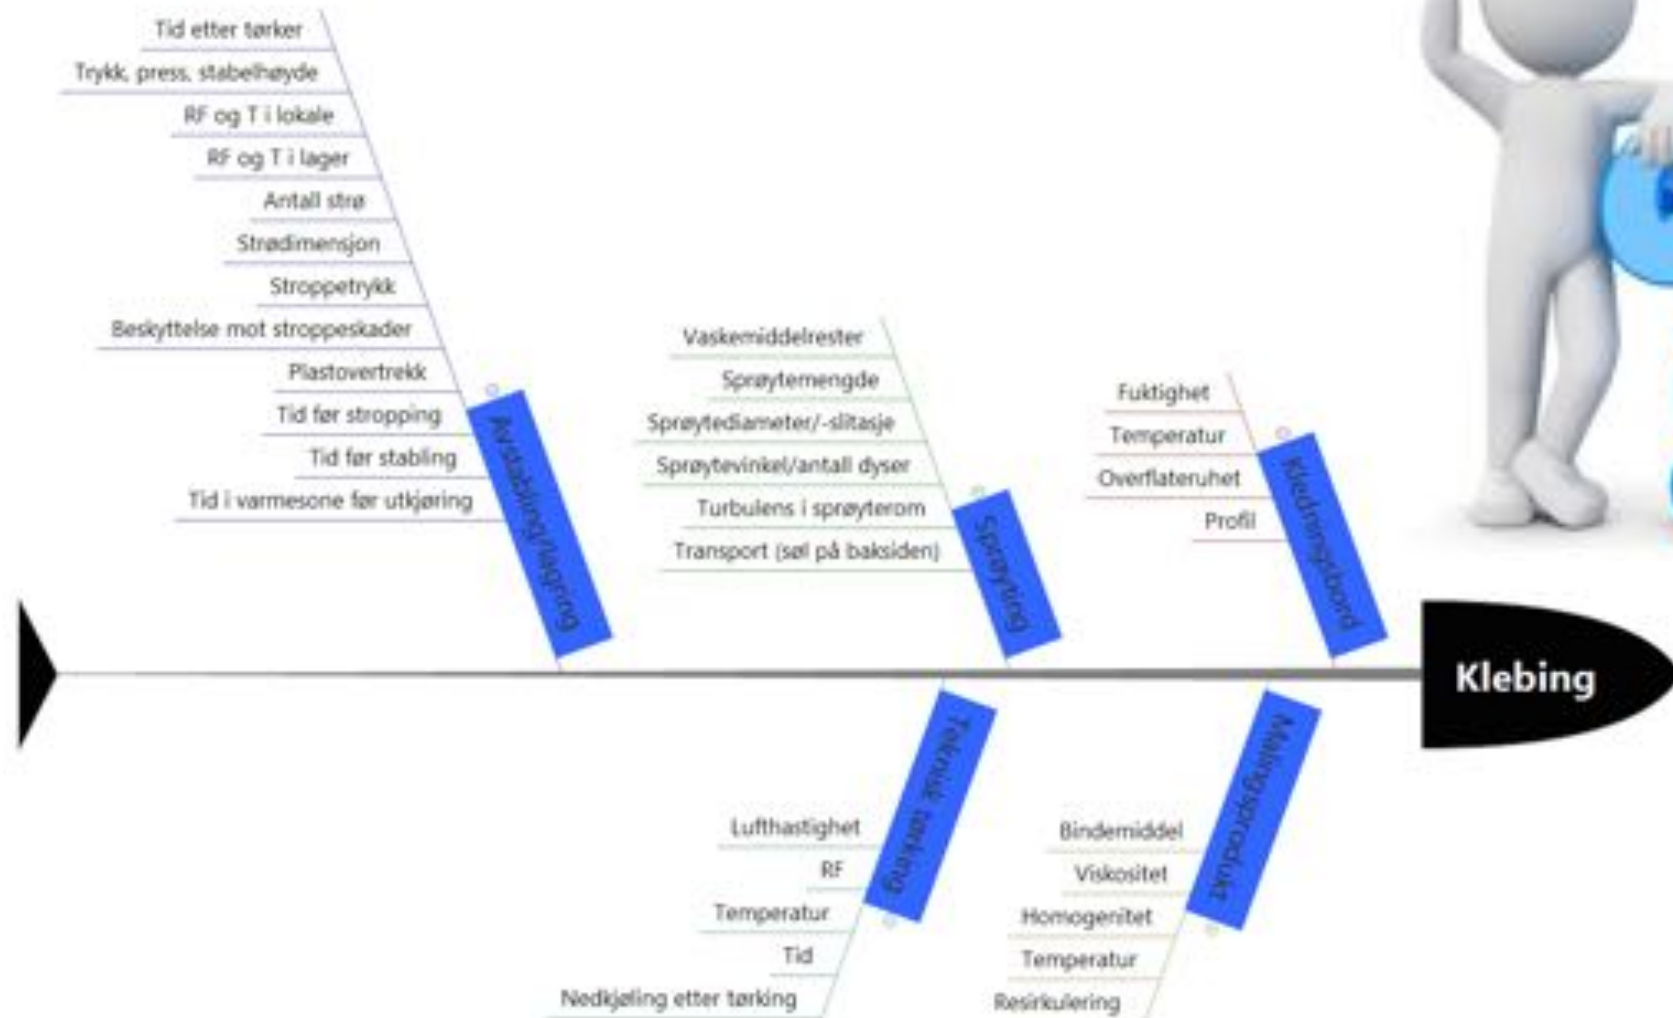 Tid etter tørker
Trykk, press, stabelhøyde
RF og T i lokale
RF og T i lager
Antall strø
Strødimensjon
Stroppetrykk
Beskyttelse mot stroppeskader
Plastovertrekk
Tid før stropping
Tid før stabling
Tid i varmesone før utkjøring
Avstabling/lagring
Vaskemiddelrester
Sprøytemengde
Sprøytediameter/-slitasje
Sprøytevinkel/antall dyser
Turbulens i sprøyterom
Transport (søl på baksiden)
Sprøyting
Fuktighet
Temperatur
Overflateruhet
Profil
Kledningsbord
Klebing
Teknisk tørking
Lufthastighet
RF
Temperatur
Tid
Nedkjøling etter tørking
Malingsprodukt
Bindemiddel
Viskositet
Homogenitet
Temperatur
Resirkulering